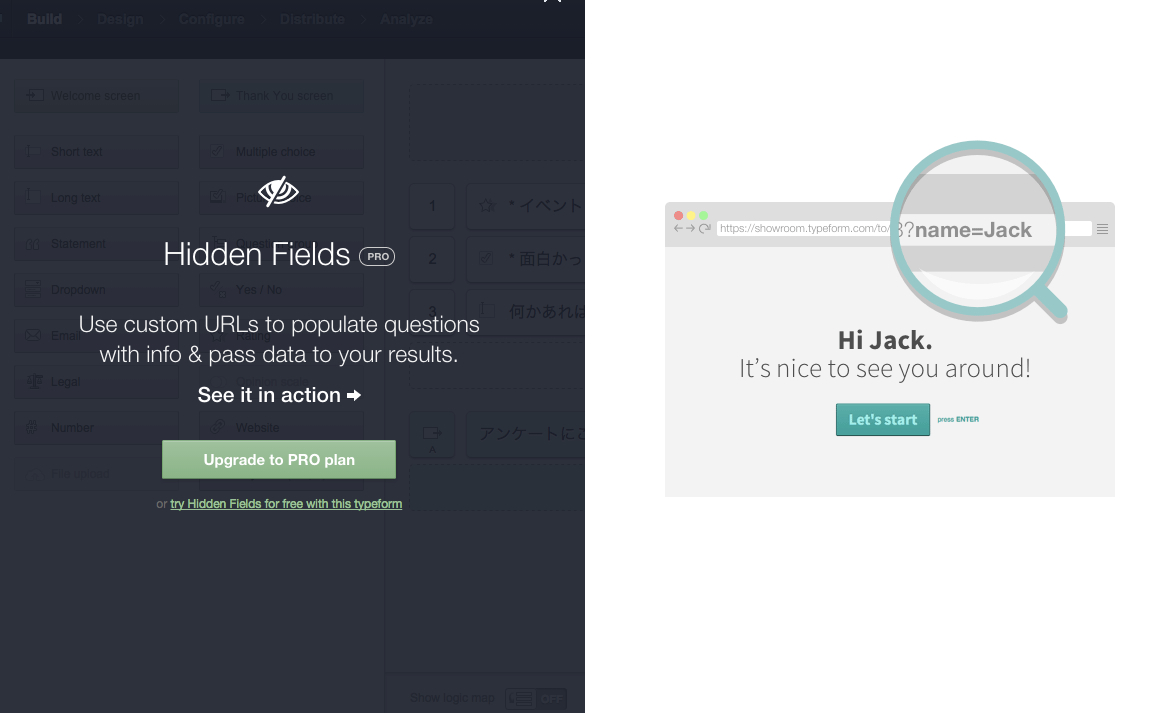 Build
Design
Configure
Distribute
Analyze
Welcome screen
Thank You screen
Short text
Multiple choice
Long text
1
* イベント
Statement
2
* 面白かっ
Hidden Fields PRO
Dropdown
Yes / No
3
何かあれは
Use custom URLs to populate questions
with info & pass data to your results.
Email
Rating
Legal
See it in action
Number
Website
アンケートにこ
A
Upgrade to PRO plan
File upload
or try Hidden Fields for free with this typeform
Show logic map
OFF
https://showroom.typeform.com/to/
3?name=Jack
Hi Jack.
It’s nice to see you around!
Let's start
press ENTER